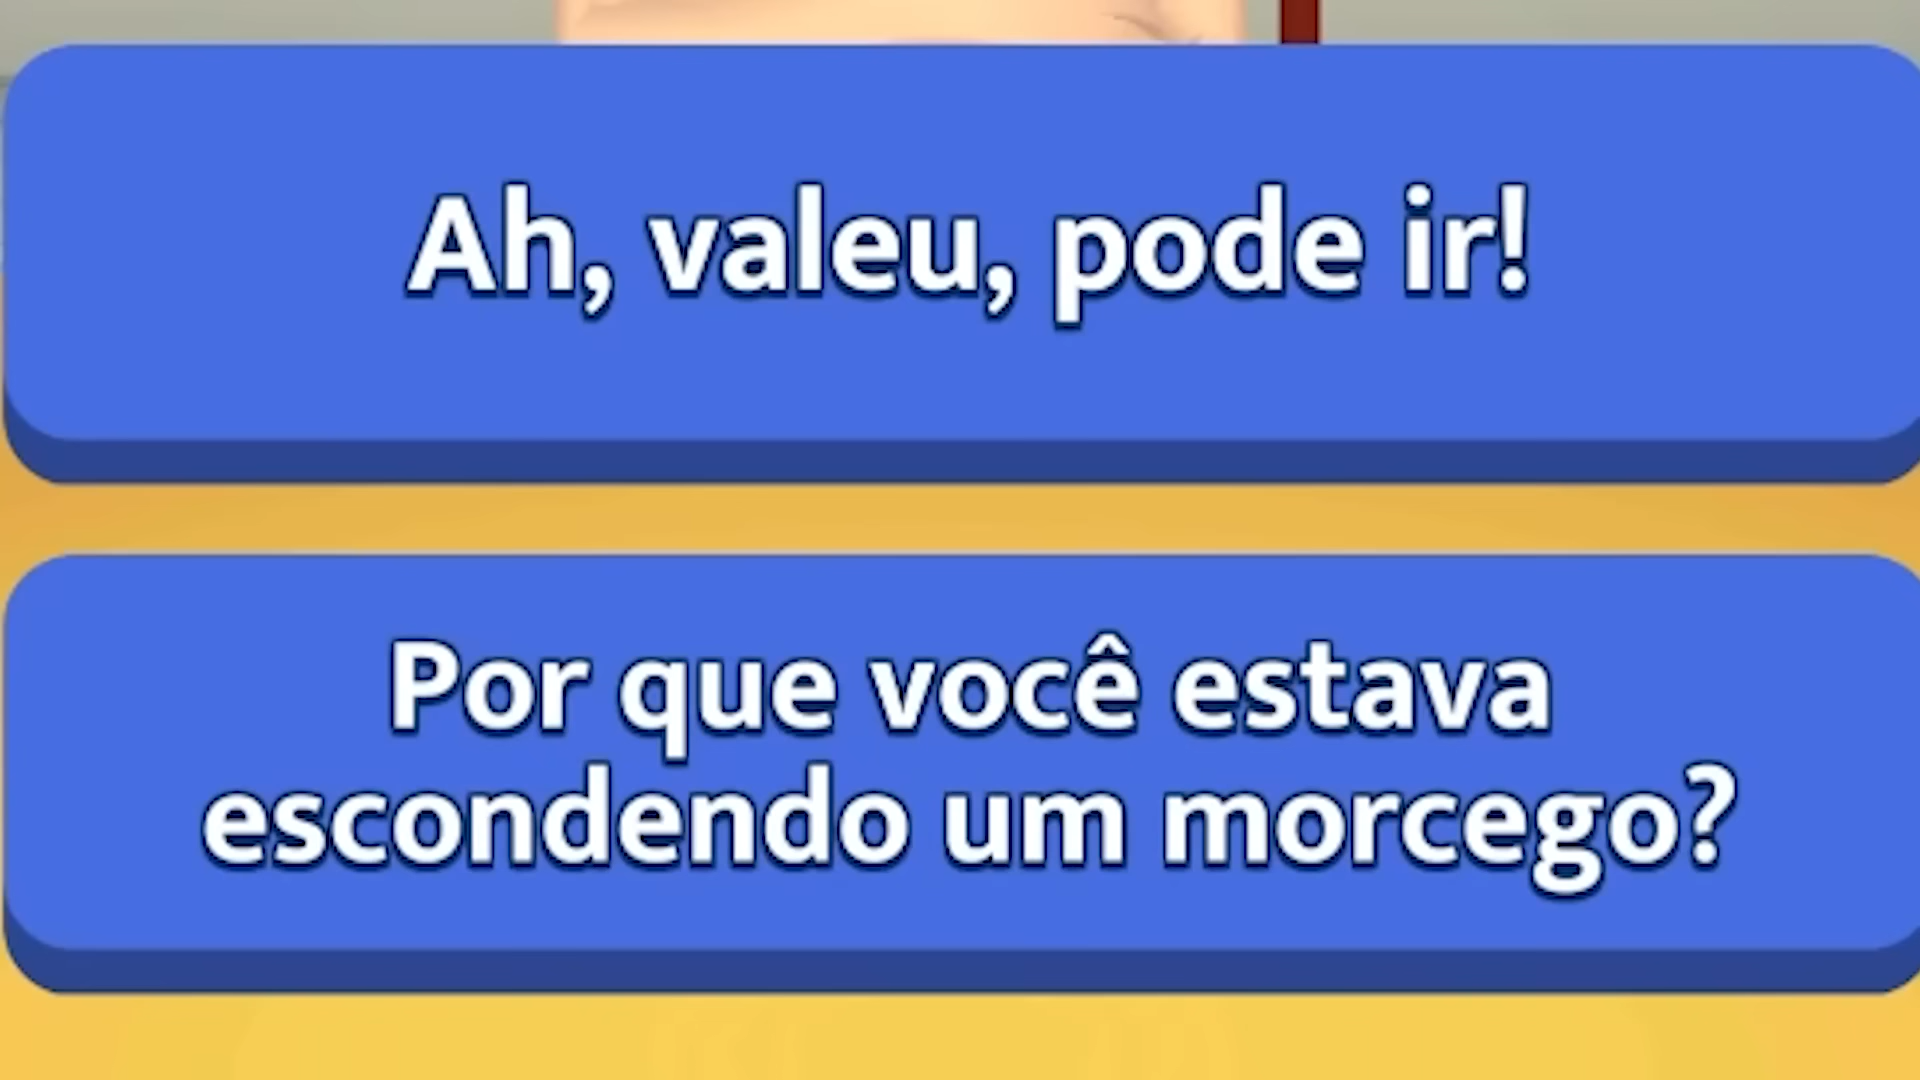 Ah, valeu, pode ir!
Por que você estava
escondendo um morcego?